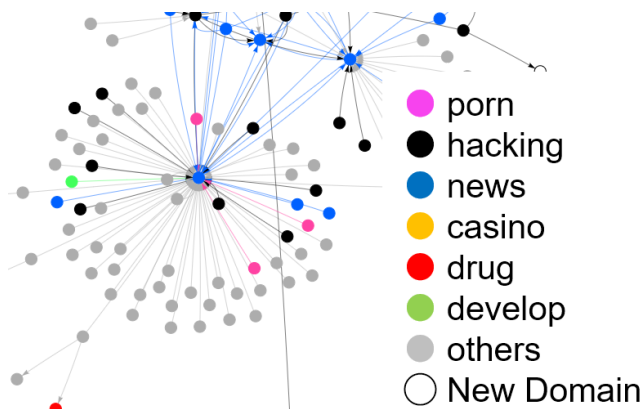 porn
hacking
news
casino
drug
develop
others
New Domain